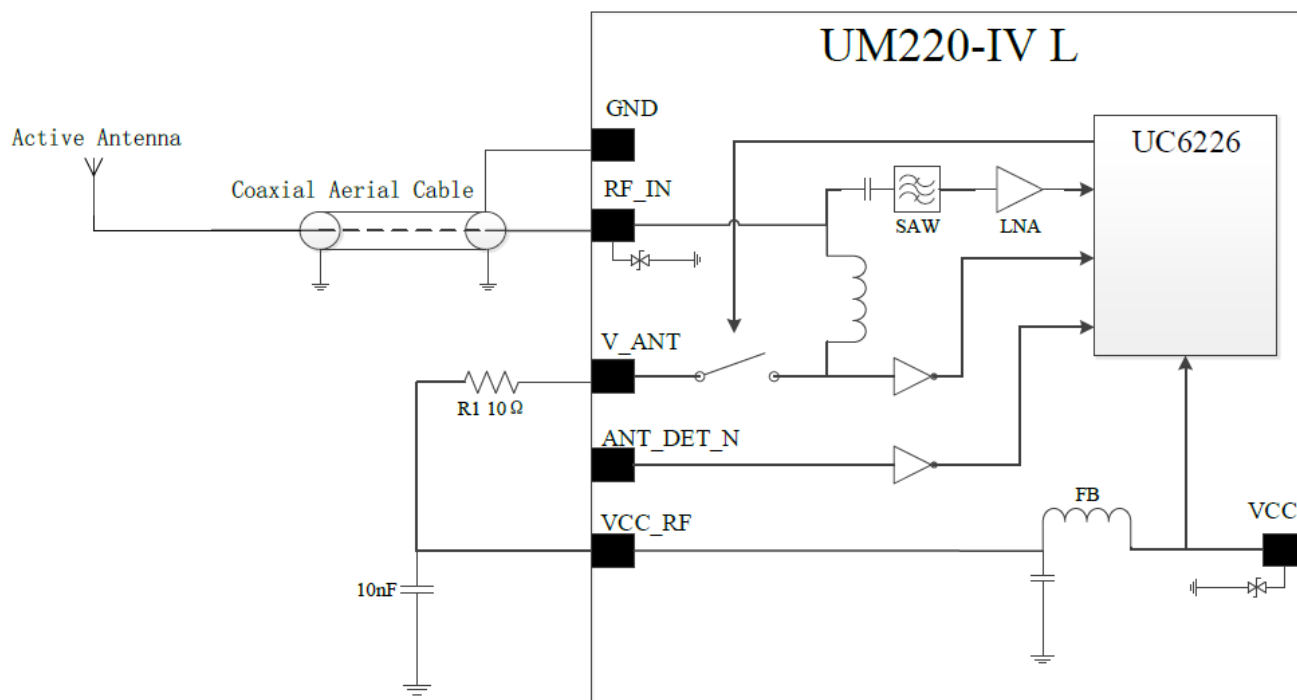 UM220-IV L
GND
Active Antenna
UC6226
Coaxial Aerial Cable
RF_IN
SAW
LNA
V_ANT
R1 10Ω
ANT_DET_N
FB
VCC_RF
VCC
10nF